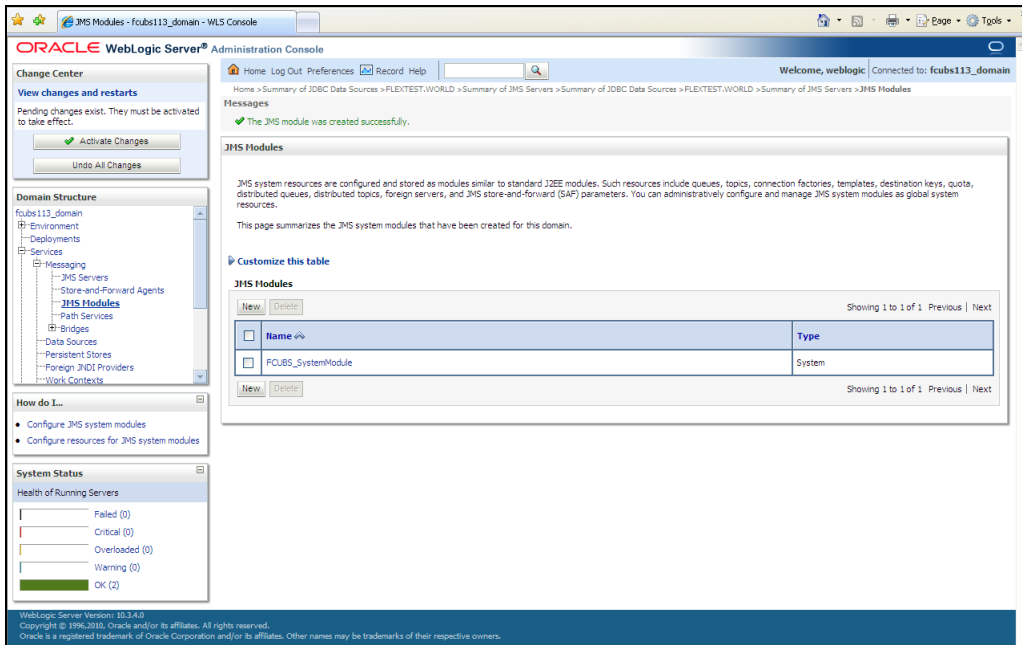 JMS Modules - fcubs113_domain - WLS Console
Page
Tools
ORACLE WebLogic Server® Administration Console
Change Center
View changes and restarts
Pending changes exist. They must be activated
to take effect.
Activate Changes
Undo All Changes
Domain Structure
fcubs113_domain
Environment
Deployments
Services
Messaging
JMS Servers
Store-and-Forward Agents
JMS Modules
Path Services
Bridges
Data Sources
Persistent Stores
Foreign JNDI Providers
Work Contexts
How do I...
Configure JMS system modules
Configure resources for JMS system modules
System Status
Health of Running Servers
Failed (0)
Critical (0)
Overloaded (0)
Warning (0)
OK (2)
Home Log Out Preferences Record Help
Welcome, weblogic Connected to: fcubs113_domain
Home >Summary of JDBC Data Sources >FLEXTEST.WORLD >Summary of JMS Servers >Summary of JDBC Data Sources >FLEXTEST.WORLD >Summary of JMS Servers >JMS Modules
Messages
The JMS module was created successfully.
JMS Modules
JMS system resources are configured and stored as modules similar to standard J2EE modules. Such resources include queues, topics, connection factories, templates, destination keys, quota,
distributed queues, distributed topics, foreign servers, and JMS store-and-forward (SAF) parameters. You can administratively configure and manage JMS system modules as global system
resources.
This page summarizes the JMS system modules that have been created for this domain.
Customize this table
JMS Modules
New Delete Showing 1 to 1 of 1 Previous | Next
Name Type
FCUBS_SystemModule System
New Delete Showing 1 to 1 of 1 Previous | Next
WebLogic Server Version: 10.3.4.0
Copyright © 1996,2010, Oracle and/or its affiliates. All rights reserved.
Oracle is a registered trademark of Oracle Corporation and/or its affiliates. Other names may be trademarks of their respective owners.